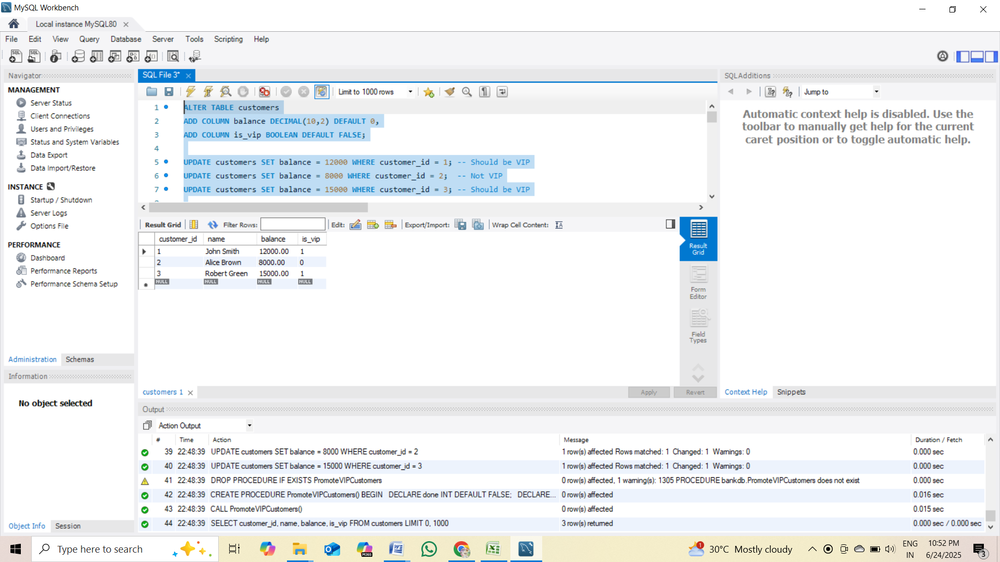 MySQL Workbench
Local instance MySQL80
File Edit View Query Database Server Tools Scripting Help
Navigator
MANAGEMENT
Server Status
Client Connections
Users and Privileges
Status and System Variables
Data Export
Data Import/Restore
INSTANCE
Startup / Shutdown
Server Logs
Options File
PERFORMANCE
Dashboard
Performance Reports
Performance Schema Setup
Administration Schemas
Information
No object selected
Object Info Session
SQL File 3*
Limit to 1000 rows
1 ALTER TABLE customers
2 ADD COLUMN balance DECIMAL(10,2) DEFAULT 0,
3 ADD COLUMN is_vip BOOLEAN DEFAULT FALSE;
4
5 UPDATE customers SET balance = 12000 WHERE customer_id = 1; -- Should be VIP
6 UPDATE customers SET balance = 8000 WHERE customer_id = 2;  -- Not VIP
7 UPDATE customers SET balance = 15000 WHERE customer_id = 3; -- Should be VIP
Result Grid Filter Rows: Edit: Export/Import: Wrap Cell Content:
customer_id name balance is_vip
1 John Smith 12000.00 1
2 Alice Brown 8000.00 0
3 Robert Green 15000.00 1
NULL NULL NULL NULL
Result
Grid
Form
Editor
Field
Types
customers 1
Apply Revert
SQLAdditions
Jump to
Automatic context help is disabled. Use the
toolbar to manually get help for the current
caret position or to toggle automatic help.
Context Help Snippets
Output
Action Output
# Time Action Message Duration / Fetch
39 22:48:39 UPDATE customers SET balance = 8000 WHERE customer_id = 2 1 row(s) affected Rows matched: 1  Changed: 1  Warnings: 0 0.000 sec
40 22:48:39 UPDATE customers SET balance = 15000 WHERE customer_id = 3 1 row(s) affected Rows matched: 1  Changed: 1  Warnings: 0 0.000 sec
41 22:48:39 DROP PROCEDURE IF EXISTS PromoteVIPCustomers 0 row(s) affected, 1 warning(s): 1305 PROCEDURE bankdb.PromoteVIPCustomers does not exist 0.000 sec
42 22:48:39 CREATE PROCEDURE PromoteVIPCustomers() BEGIN   DECLARE done INT DEFAULT FALSE;   DECLARE... 0 row(s) affected 0.016 sec
43 22:48:39 CALL PromoteVIPCustomers() 0 row(s) affected 0.015 sec
44 22:48:39 SELECT customer_id, name, balance, is_vip FROM customers LIMIT 0, 1000 3 row(s) returned 0.000 sec / 0.000 sec
Type here to search
M365
1
30°C Mostly cloudy
ENG
IN
10:52 PM
6/24/2025
3